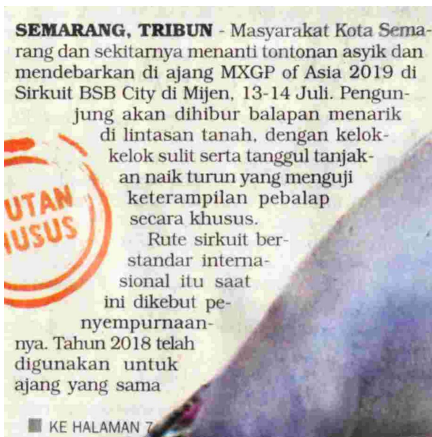 SEMARANG, TRIBUN - Masyarakat Kota Sema-
rang dan sekitarnya menanti tontonan asyik dan
mendebarkan di ajang MXGP of Asia 2019 di
Sirkuit BSB City di Mijen, 13-14 Juli. Pengun-
jung akan dihibur balapan menarik
di lintasan tanah, dengan kelok-
kelok sulit serta tanggul tanjak-
an naik turun yang menguji
keterampilan pebalap
secara khusus.
Rute sirkuit ber-
standar interna-
sional itu saat
ini dikebut pe-
nyempurnaan-
nya. Tahun 2018 telah
digunakan untuk
ajang yang sama
KE HALAMAN 7
UTAN
USUS